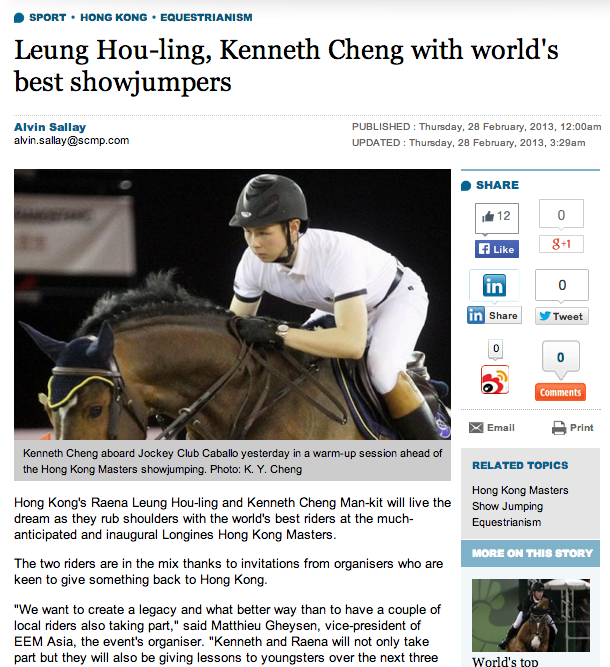 SPORT • HONG KONG • EQUESTRIANISM
Leung Hou-ling, Kenneth Cheng with world's
best showjumpers
Alvin Sallay
alvin.sallay@scmp.com
PUBLISHED : Thursday, 28 February, 2013, 12:00am
UPDATED : Thursday, 28 February, 2013, 3:29am
Kenneth Cheng aboard Jockey Club Caballo yesterday in a warm-up session ahead of
the Hong Kong Masters showjumping. Photo: K. Y. Cheng
Hong Kong's Raena Leung Hou-ling and Kenneth Cheng Man-kit will live the
dream as they rub shoulders with the world's best riders at the much-
anticipated and inaugural Longines Hong Kong Masters.
The two riders are in the mix thanks to invitations from organisers who are
keen to give something back to Hong Kong.
"We want to create a legacy and what better way than to have a couple of
local riders also taking part," said Matthieu Gheysen, vice-president of
EEM Asia, the event's organiser. "Kenneth and Raena will not only take
part but they will also be giving lessons to youngsters over the next three
SHARE
12
0
f Like
g+1
in
0
in Share
Tweet
0
0
Comments
Email
Print
RELATED TOPICS
Hong Kong Masters
Show Jumping
Equestrianism
MORE ON THIS STORY
World's top